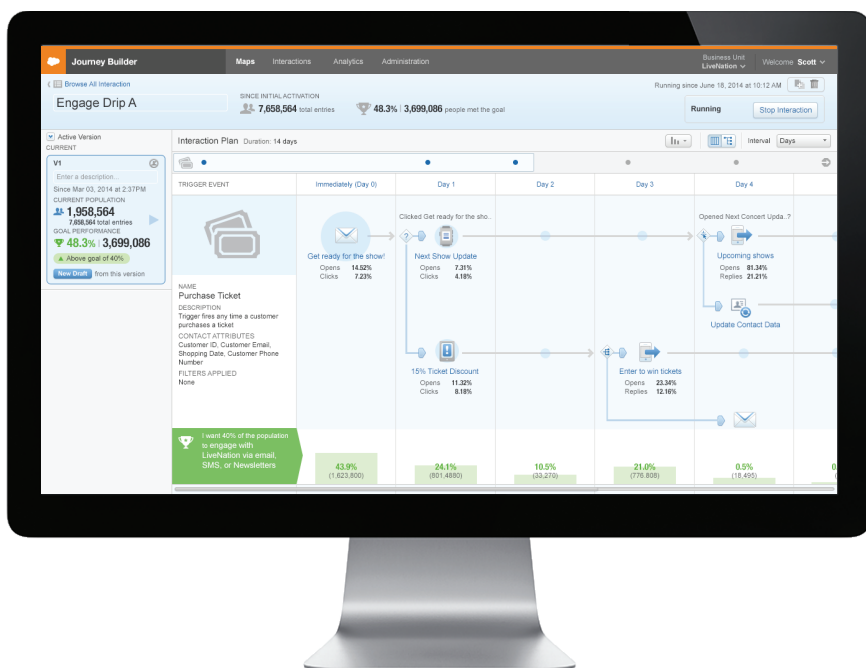 Journey Builder
Maps Interactions Analytics Administration
Business Unit
LiveNation
Welcome Scott
Browse All Interaction
Engage Drip A
SINCE INITIAL ACTIVATION
7,658,564 total entries
48.3% | 3,699,086 people met the goal
Running since June 18, 2014 at 10:12 AM
Running
Stop Interaction
Active Version
CURRENT
V1
Enter a description...
Since Mar 03, 2014 at 2:37PM
CURRENT POPULATION
1,958,564
7,658,564 total entries
GOAL PERFORMANCE
48.3% | 3,699,086
Above goal of 40%
New Draft from this version
Interaction Plan Duration: 14 days
Interval Days
TRIGGER EVENT
Immediately (Day 0)
Day 1
Day 2
Day 3
Day 4
NAME
Purchase Ticket
DESCRIPTION
Trigger fires any time a customer
purchases a ticket
CONTACT ATTRIBUTES
Customer ID, Customer Email,
Shopping Date, Customer Phone
Number
FILTERS APPLIED
None
Get ready for the show!
Opens 14.52%
Clicks 7.23%
Clicked Get ready for the sho..
?
Next Show Update
Opens 7.31%
Clicks 4.18%
15% Ticket Discount
Opens 11.32%
Clicks 8.18%
Enter to win tickets
Opens 23.34%
Replies 12.16%
Opened Next Concert Upda..?
Upcoming shows
Opens 81.34%
Replies 21.21%
Update Contact Data
I want 40% of the population
to engage with
LiveNation via email,
SMS, or Newsletters
43.9%
(1,623,800)
24.1%
(891,4880)
10.5%
(33,270)
21.0%
(776.808)
0.5%
(18,495)